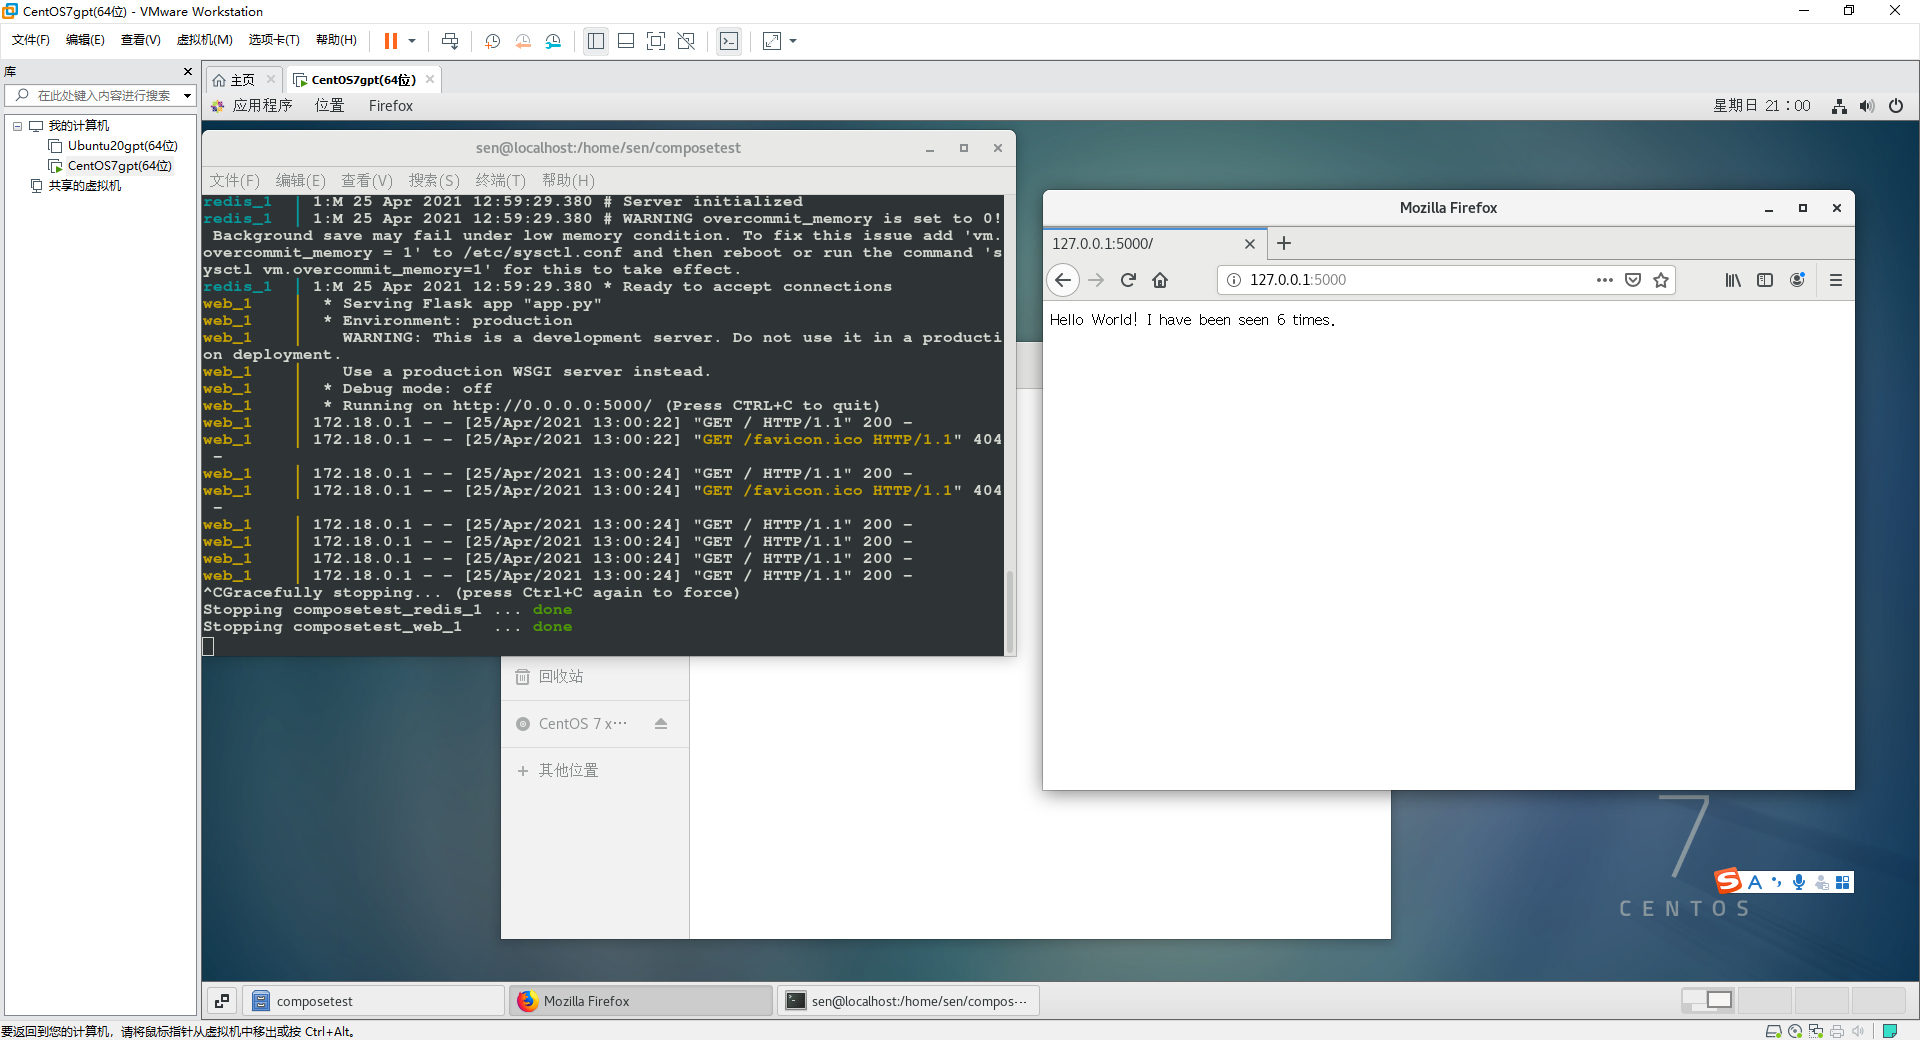 CentOS7gpt(64位) - VMware Workstation
文件(F) 编辑(E) 查看(V) 虚拟机(M) 选项卡(T) 帮助(H)
库
在此处键入内容进行搜索
我的计算机
Ubuntu20gpt(64位)
CentOS7gpt(64位)
共享的虚拟机
主页 CentOS7gpt(64位)
应用程序 位置 Firefox 星期日 21：00
sen@localhost:/home/sen/composetest
文件(F) 编辑(E) 查看(V) 搜索(S) 终端(T) 帮助(H)
redis_1 | 1:M 25 Apr 2021 12:59:29.380 # Server initialized
redis_1 | 1:M 25 Apr 2021 12:59:29.380 # WARNING overcommit_memory is set to 0!
Background save may fail under low memory condition. To fix this issue add 'vm.
overcommit_memory = 1' to /etc/sysctl.conf and then reboot or run the command 's
ysctl vm.overcommit_memory=1' for this to take effect.
redis_1 | 1:M 25 Apr 2021 12:59:29.380 * Ready to accept connections
web_1 | * Serving Flask app "app.py"
web_1 | * Environment: production
web_1 | WARNING: This is a development server. Do not use it in a producti
on deployment.
web_1 | Use a production WSGI server instead.
web_1 | * Debug mode: off
web_1 | * Running on http://0.0.0.0:5000/ (Press CTRL+C to quit)
web_1 | 172.18.0.1 - - [25/Apr/2021 13:00:22] "GET / HTTP/1.1" 200 -
web_1 | 172.18.0.1 - - [25/Apr/2021 13:00:22] "GET /favicon.ico HTTP/1.1" 404
-
web_1 | 172.18.0.1 - - [25/Apr/2021 13:00:24] "GET / HTTP/1.1" 200 -
web_1 | 172.18.0.1 - - [25/Apr/2021 13:00:24] "GET /favicon.ico HTTP/1.1" 404
-
web_1 | 172.18.0.1 - - [25/Apr/2021 13:00:24] "GET / HTTP/1.1" 200 -
web_1 | 172.18.0.1 - - [25/Apr/2021 13:00:24] "GET / HTTP/1.1" 200 -
web_1 | 172.18.0.1 - - [25/Apr/2021 13:00:24] "GET / HTTP/1.1" 200 -
web_1 | 172.18.0.1 - - [25/Apr/2021 13:00:24] "GET / HTTP/1.1" 200 -
^CGracefully stopping... (press Ctrl+C again to force)
Stopping composetest_redis_1 ... done
Stopping composetest_web_1 ... done
回收站
CentOS 7 x⋯
其他位置
Mozilla Firefox
127.0.0.1:5000/
127.0.0.1:5000
Hello World! I have been seen 6 times.
7
CENTOS
S A
composetest Mozilla Firefox sen@localhost:/home/sen/compos⋯
要返回到您的计算机，请将鼠标指针从虚拟机中移出或按 Ctrl+Alt。